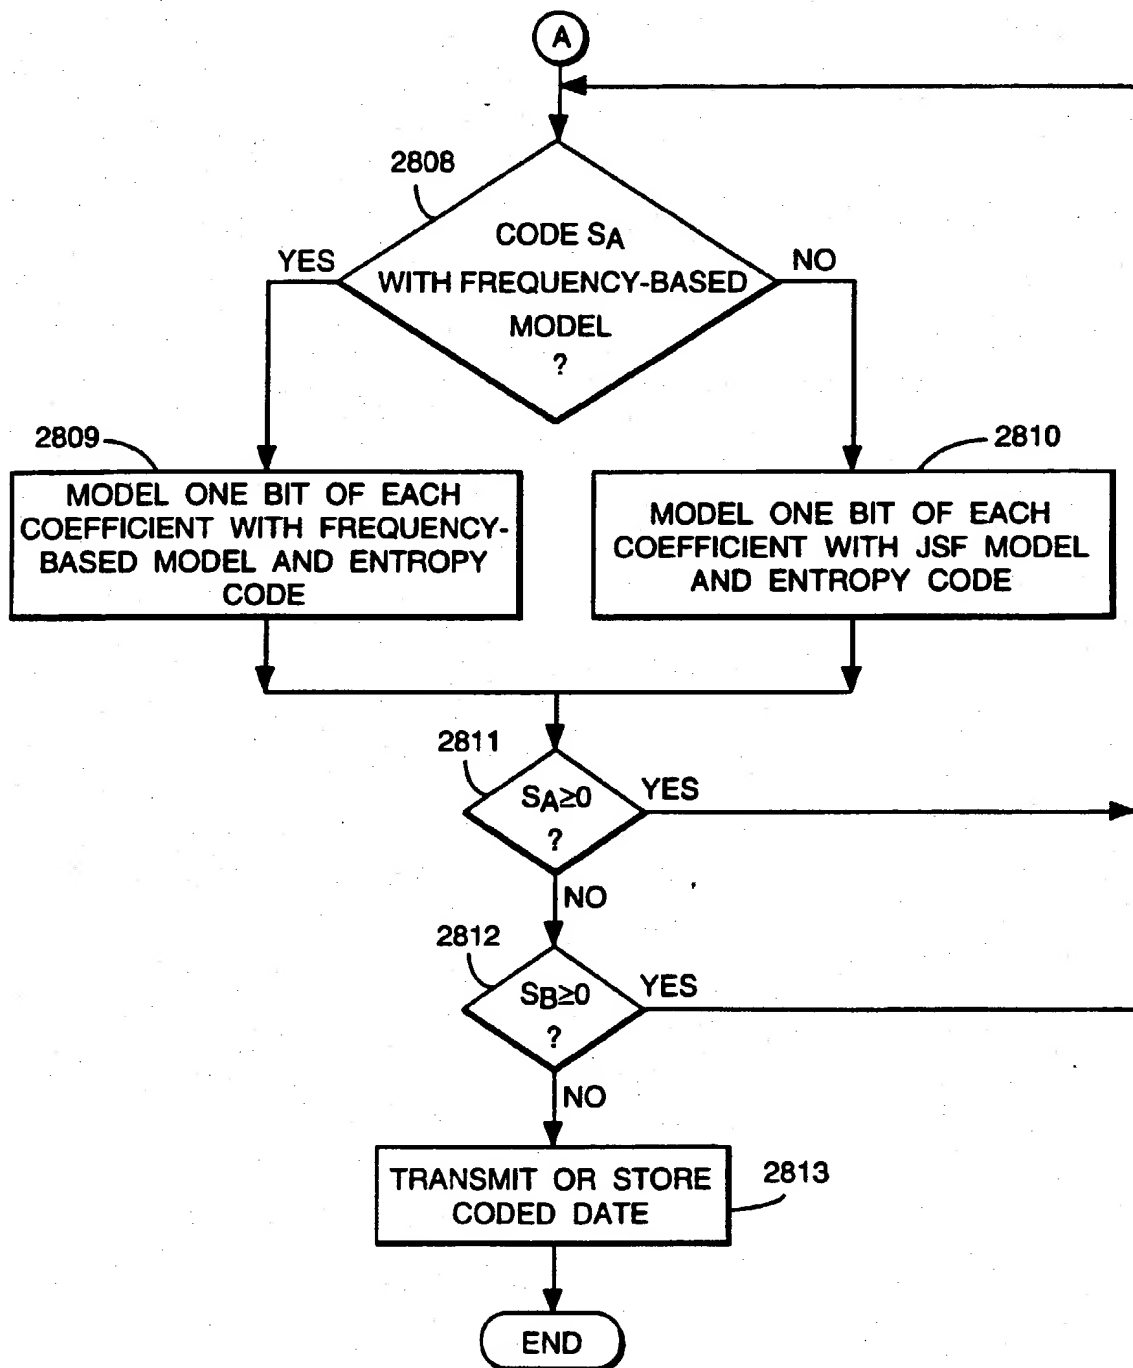 A
2808
CODE SA
WITH FREQUENCY-BASED
MODEL
?
YES
NO
2809
2810
MODEL ONE BIT OF EACH
COEFFICIENT WITH FREQUENCY-
BASED MODEL AND ENTROPY
CODE
MODEL ONE BIT OF EACH
COEFFICIENT WITH JSF MODEL
AND ENTROPY CODE
2811
SA≥0
?
YES
NO
2812
SB≥0
?
YES
NO
TRANSMIT OR STORE
CODED DATE
2813
END